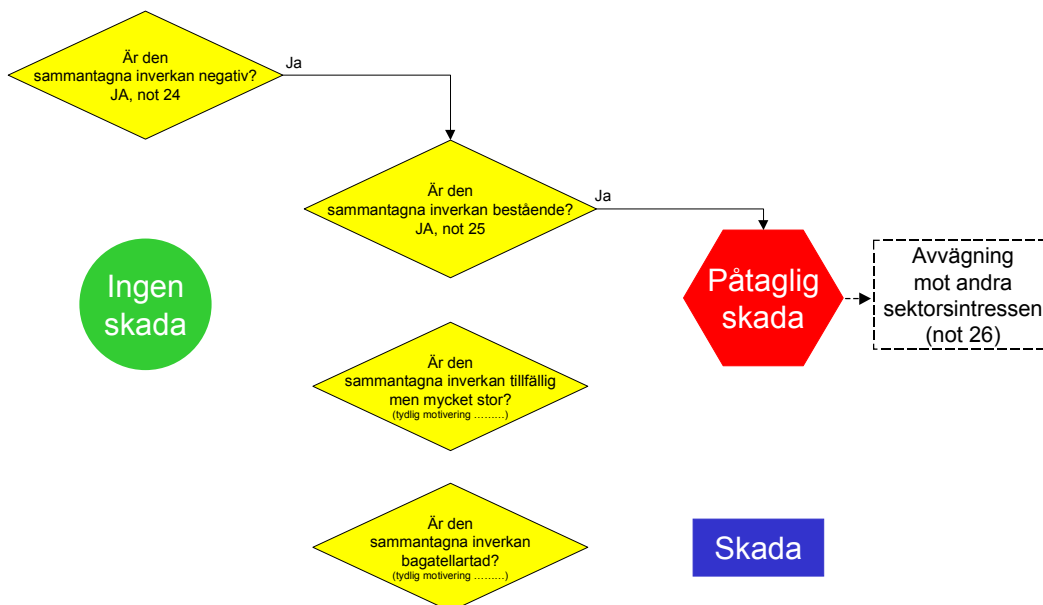 Är den
sammantagna inverkan negativ?
JA, not 24
Ja
Är den
sammantagna inverkan bestående?
JA, not 25
Ja
Ingen
skada
Påtaglig
skada
Avvägning
mot andra
sektorsintressen
(not 26)
Är den
sammantagna inverkan tillfällig
men mycket stor?
(tydlig motivering ………)
Är den
sammantagna inverkan
bagatellartad?
(tydlig motivering ………)
Skada